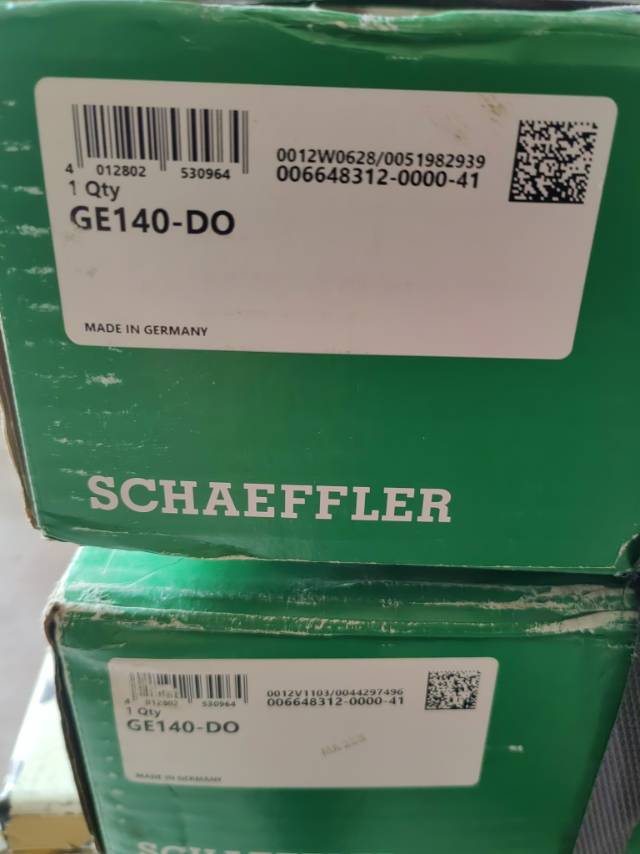 0012W0628/0051982939
4 012802 530964
006648312-0000-41
1 Qty
GE140-DO
MADE IN GERMANY
SCHAEFFLER
0012V1103/0044297496
4 012802 530964
006648312-0000-41
1 Qty
GE140-DO
MADE IN GERMANY
SCHAEFFLER